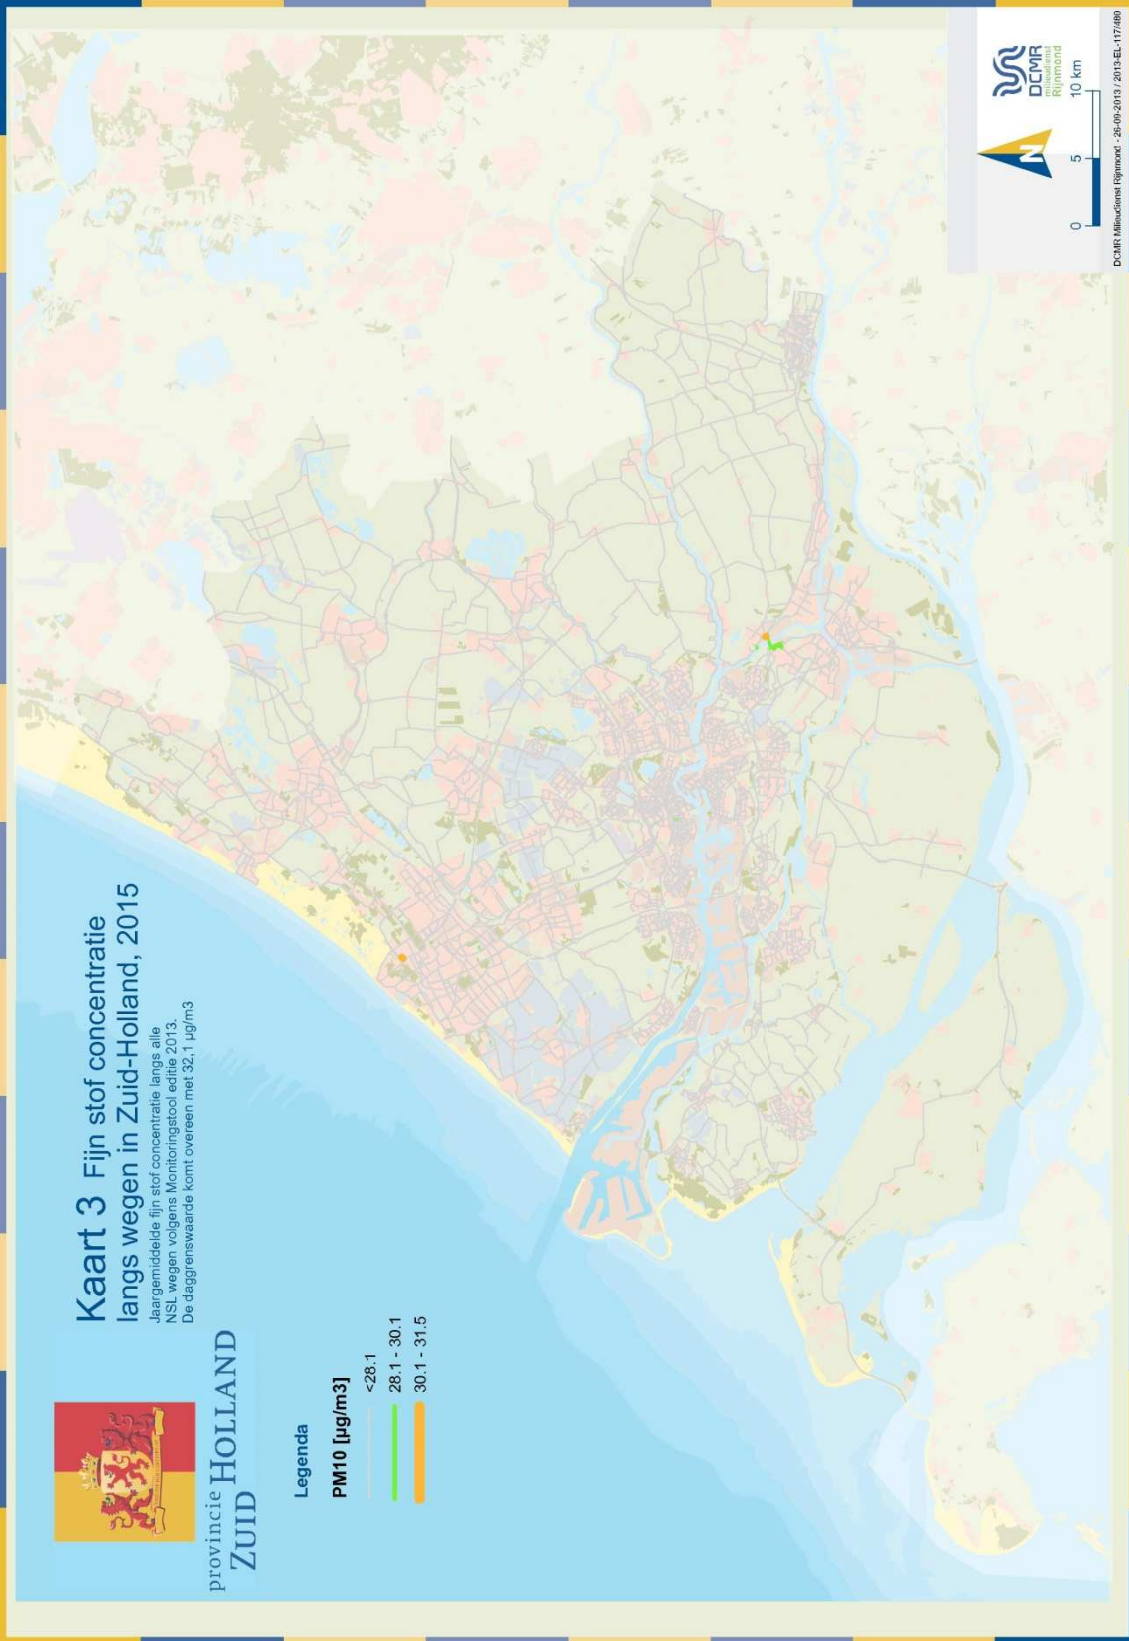 Kaart 3 Fijn stof concentratie
langs wegen in Zuid-Holland, 2015
Jaargemiddelde fijn stof concentratie langs alle
NSL wegen volgens Monitoringstool editie 2013.
De daggrenswaarde komt overeen met 32,1 µg/m3
provincie HOLLAND
ZUID
Legenda
PM10 [µg/m3]
<28.1
28.1 - 30.1
30.1 - 31.5
DCMR
milieudienst
Rijnmond
N
0 5 10 km
DCMR Milieudienst Rijnmond - 26-09-2013 / 2013-EL-117/480